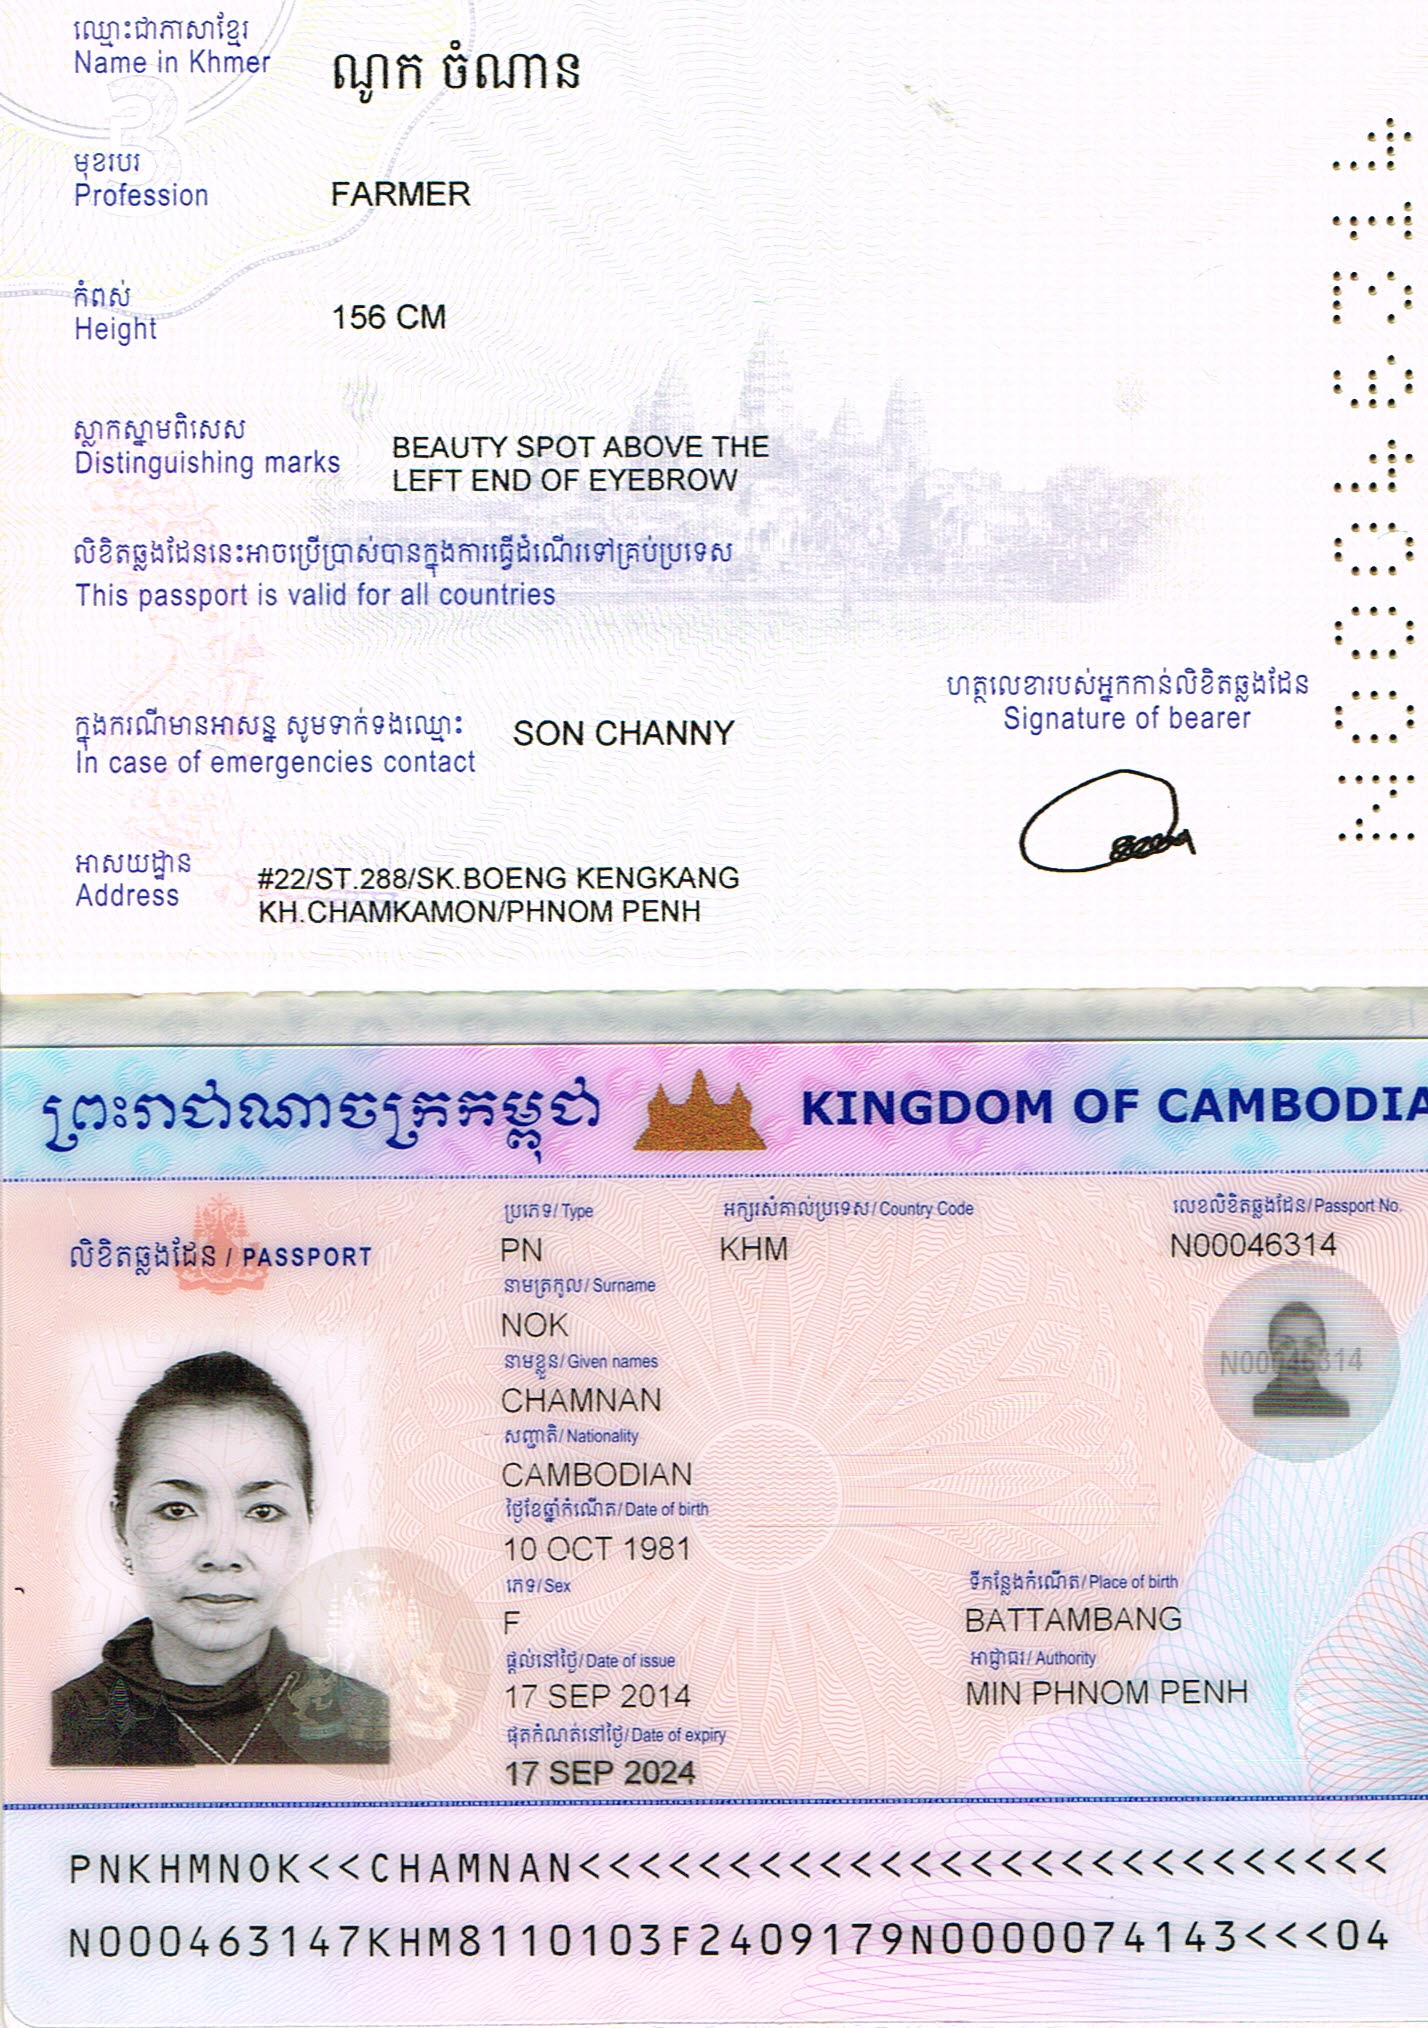 ឈ្មោះជាភាសាខ្មែរ
Name in Khmer
ណូក ចំណាន
មុខរបរ
Profession
FARMER
កំពស់
Height
156 CM
ស្លាកស្នាមពិសេស
Distinguishing marks
BEAUTY SPOT ABOVE THE
LEFT END OF EYEBROW
លិខិតឆ្លងដែននេះអាចប្រើប្រាស់បានក្នុងការធ្វើដំណើរទៅគ្រប់ប្រទេស
This passport is valid for all countries
ក្នុងករណីមានអាសន្ន សូមទាក់ទងឈ្មោះ
In case of emergencies contact
SON CHANNY
ហត្ថលេខារបស់អ្នកកាន់លិខិតឆ្លងដែន
Signature of bearer
អាសយដ្ឋាន
Address
#22/ST.288/SK.BOENG KENGKANG
KH.CHAMKAMON/PHNOM PENH
N00046314
ព្រះរាជាណាចក្រកម្ពុជា KINGDOM OF CAMBODIA
លិខិតឆ្លងដែន / PASSPORT
ប្រភេទ/Type
PN
អក្សរសំគាល់ប្រទេស/Country Code
KHM
លេខលិខិតឆ្លងដែន/Passport No.
N00046314
នាមត្រកូល/Surname
NOK
នាមខ្លួន/Given names
CHAMNAN
N00046314
សញ្ជាតិ/Nationality
CAMBODIAN
ថ្ងៃខែឆ្នាំកំណើត/Date of birth
10 OCT 1981
ភេទ/Sex
F
ទីកន្លែងកំណើត/Place of birth
BATTAMBANG
ផ្តល់នៅថ្ងៃ/Date of issue
17 SEP 2014
អាជ្ញាធរ/Authority
MIN PHNOM PENH
ផុតកំណត់នៅថ្ងៃ/Date of expiry
17 SEP 2024
PNKHMNOK<<CHAMNAN<<<<<<<<<<<<<<<<<<<<<<<<<<<
N000463147KHM8110103F2409179N0000074143<<<04